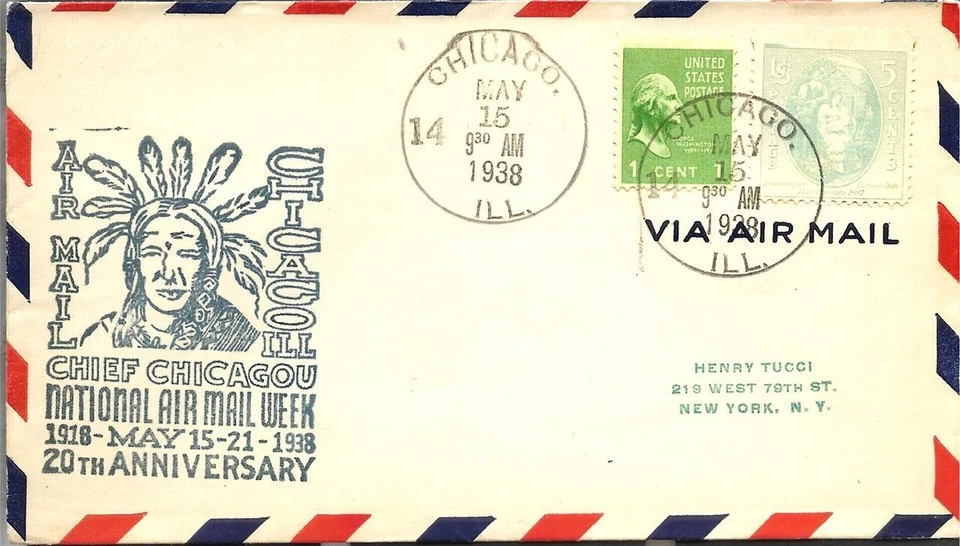 CHICAGO,
MAY
15
14
9³⁰ AM
1938
ILL.
UNITED
STATES
POSTAGE
GEORGE
WASHINGTON
1 CENT 1
U S
5 CENTS
CHICAGO,
MAY
15
14
9³⁰ AM
1938
ILL.
VIA AIR MAIL
AIR MAIL
CHICAGO ILL
CHIEF CHICAGOU
NATIONAL AIR MAIL WEEK
1918-MAY 15-21-1938
20TH ANNIVERSARY
HENRY TUCCI
219 WEST 79TH ST.
NEW YORK, N. Y.